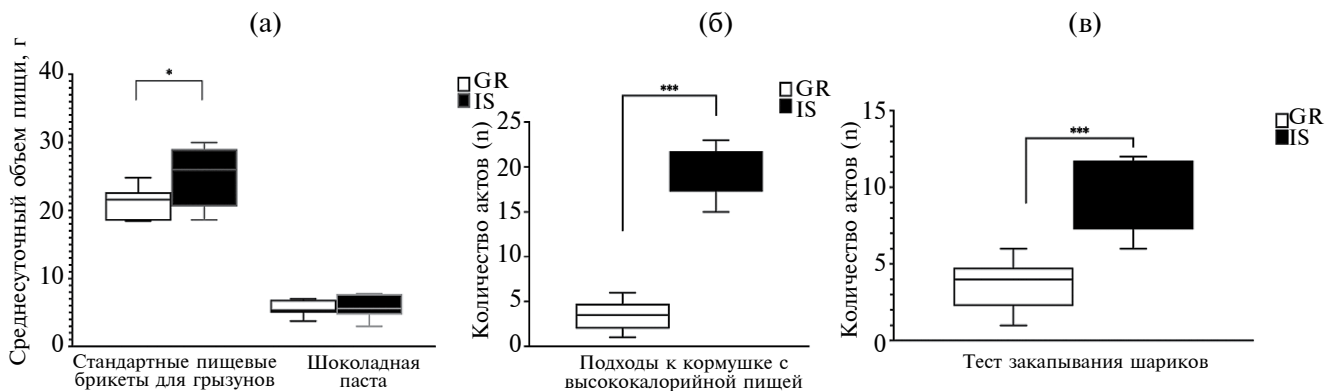 (а)
Среднесуточный объем пищи, г
40
30
20
10
0
*
GR
IS
Стандартные пищевые
брикеты для грызунов
Шоколадная
паста
(б)
Количество актов (n)
25
20
15
10
5
0
***
GR
IS
Подходы к кормушке с
высококалорийной пищей
(в)
Количество актов (n)
15
10
5
0
***
GR
IS
Тест закапывания шариков